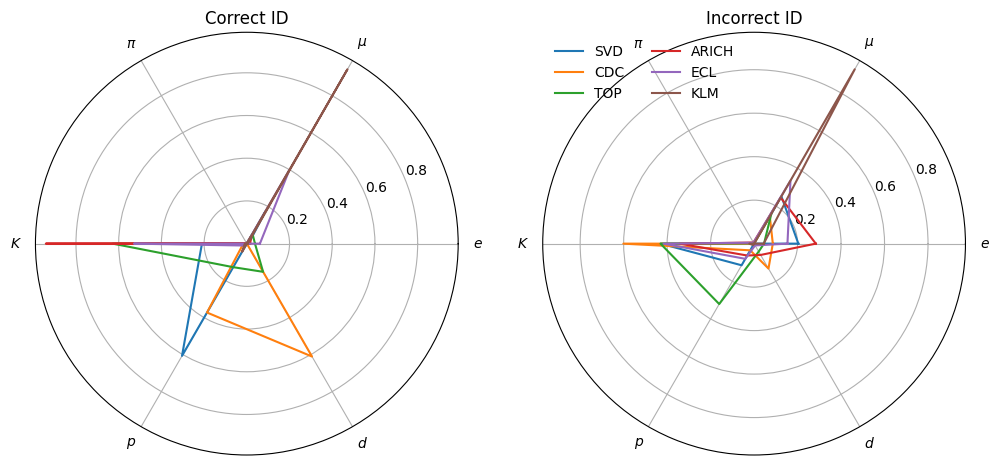 Correct ID
π
μ
0.8
0.6
0.4
0.2
K
e
p
d
Incorrect ID
π
μ
SVD
CDC
TOP
ARICH
ECL
KLM
0.8
0.6
0.4
0.2
K
e
p
d